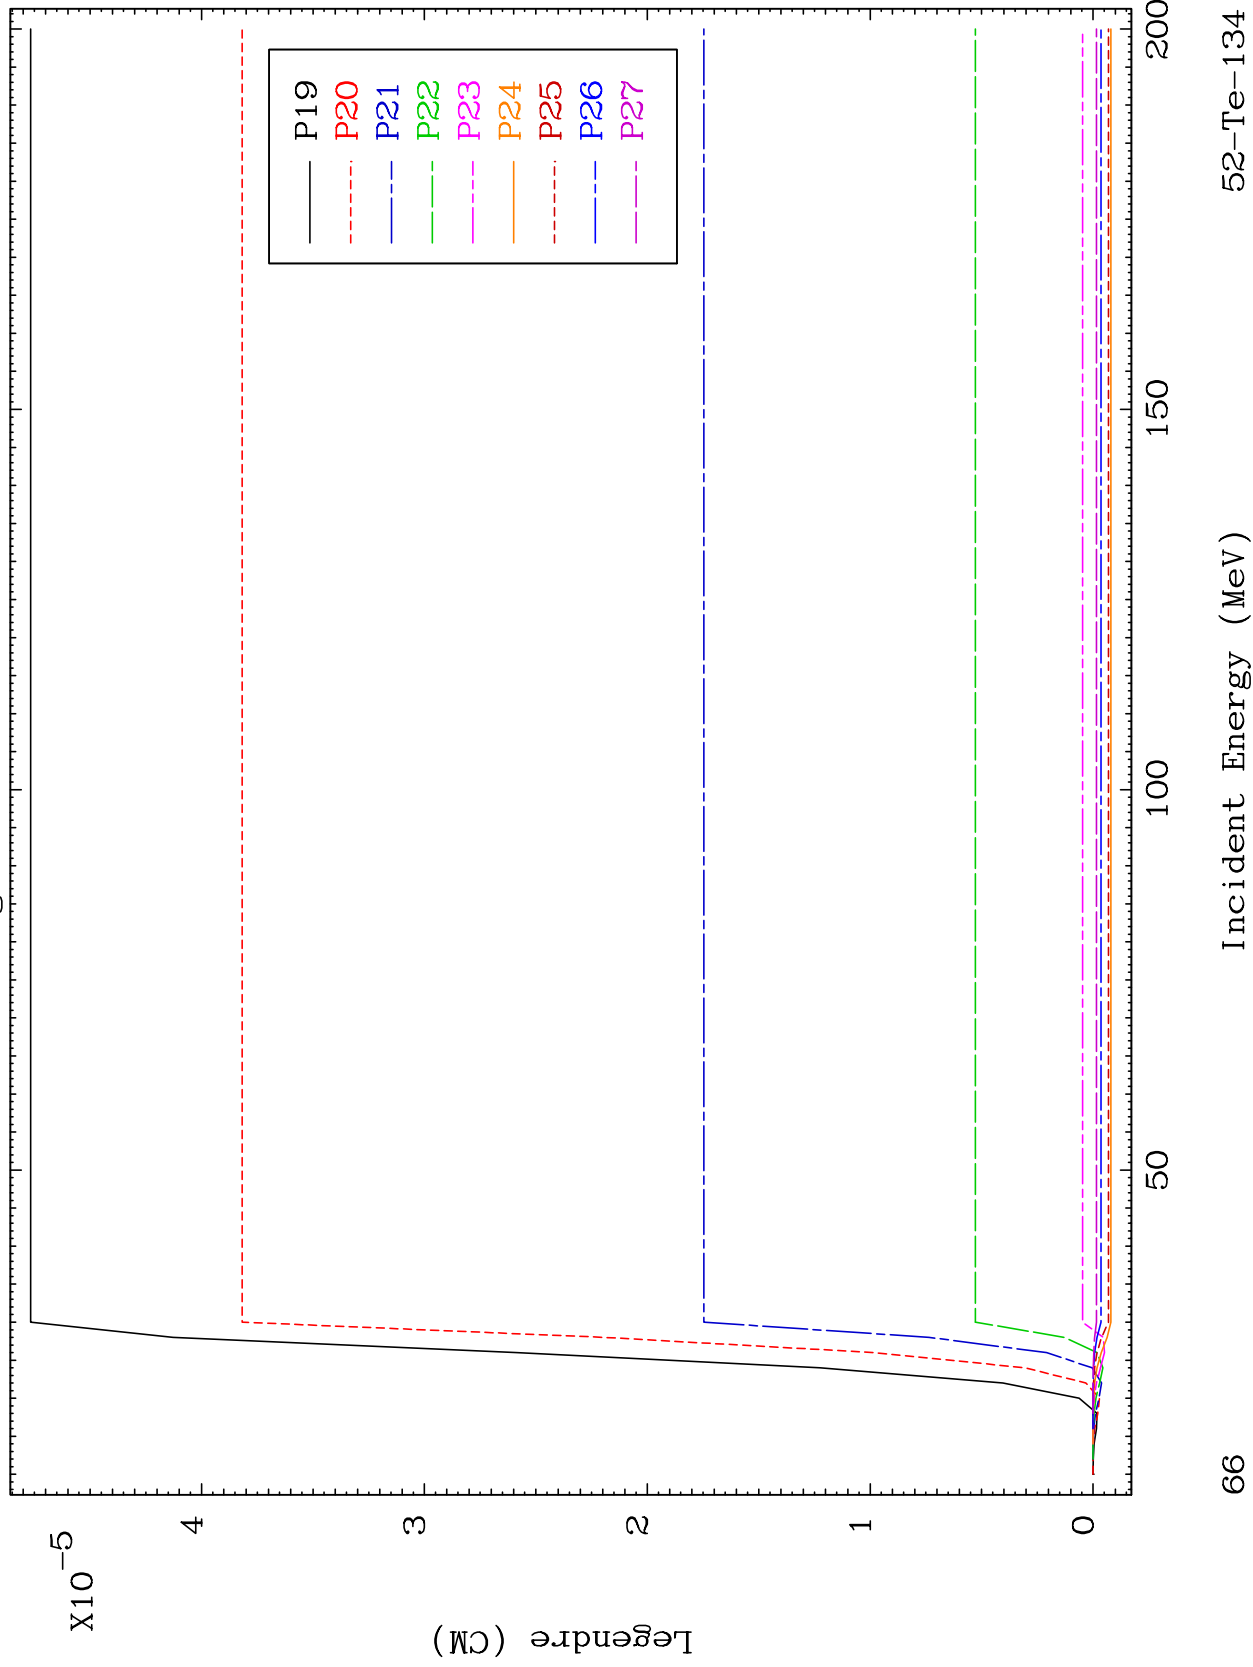 X10-5
Legendre (CM)
4
3
2
1
0
P19
P20
P21
P22
P23
P24
P25
P26
P27
50
100
150
200
66
Incident Energy (MeV)
52-Te-134